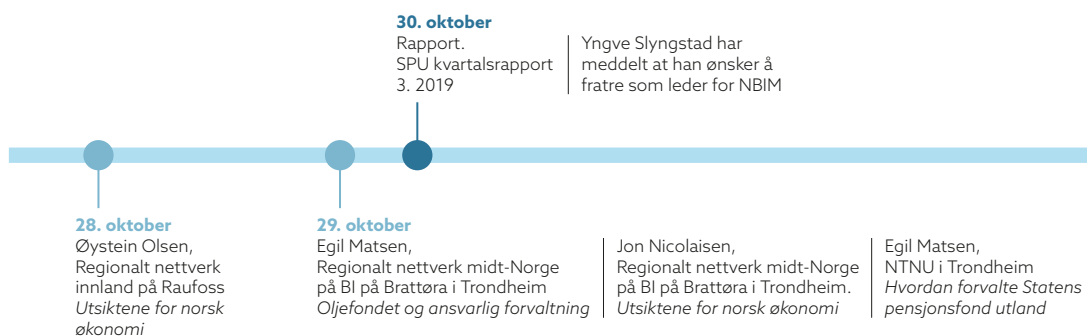 30. oktober
Rapport.
SPU kvartalsrapport
3. 2019
Yngve Slyngstad har
meddelt at han ønsker å
fratre som leder for NBIM
28. oktober
Øystein Olsen,
Regionalt nettverk
innland på Raufoss
Utsiktene for norsk
økonomi
29. oktober
Egil Matsen,
Regionalt nettverk midt-Norge
på BI på Brattøra i Trondheim
Oljefondet og ansvarlig forvaltning
Jon Nicolaisen,
Regionalt nettverk midt-Norge
på BI på Brattøra i Trondheim.
Utsiktene for norsk økonomi
Egil Matsen,
NTNU i Trondheim
Hvordan forvalte Statens
pensjonsfond utland